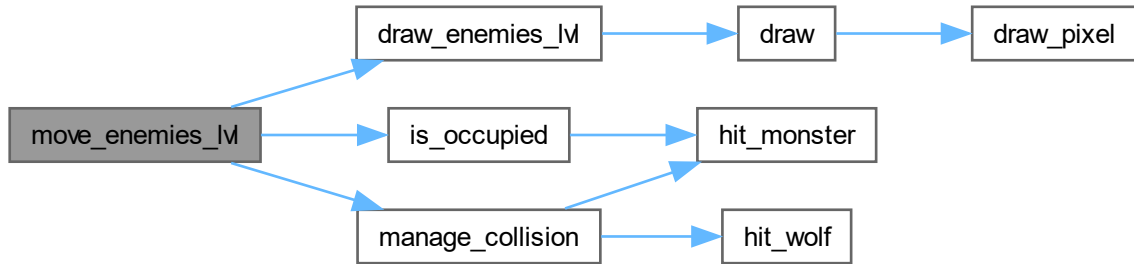 draw_enemies_lvl
draw
draw_pixel
move_enemies_lvl
is_occupied
hit_monster
manage_collision
hit_wolf